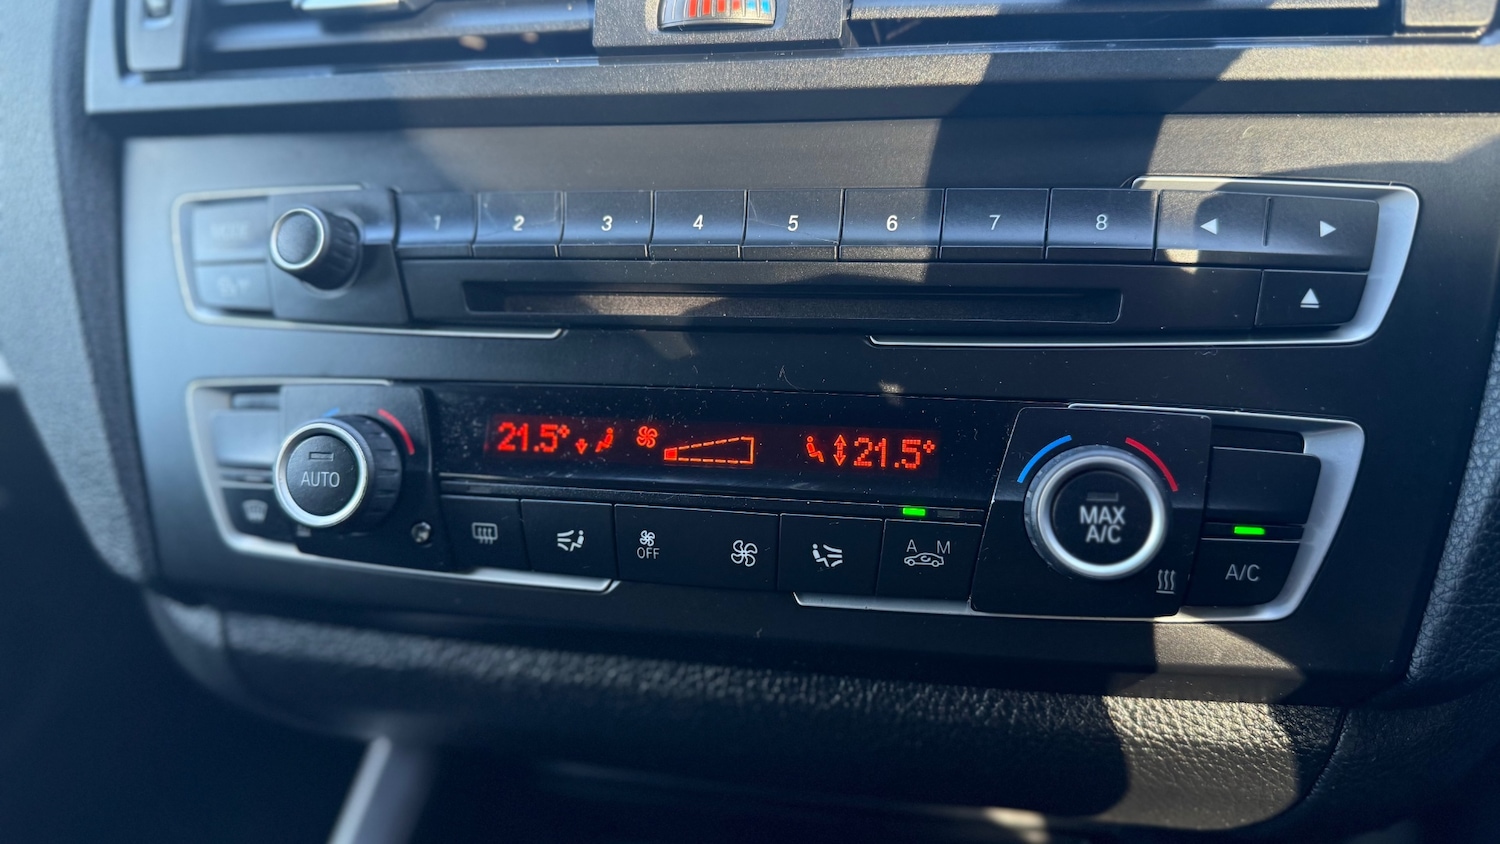 1 2 3 4 5 6 7 8
21.5° 21.5°
AUTO
OFF
A M
MAX
A/C
A/C